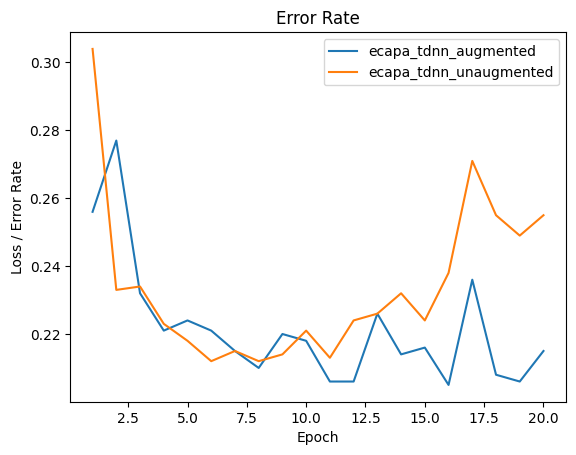 Error Rate
ecapa_tdnn_augmented
ecapa_tdnn_unaugmented
Loss / Error Rate
0.30
0.28
0.26
0.24
0.22
2.5 5.0 7.5 10.0 12.5 15.0 17.5 20.0
Epoch